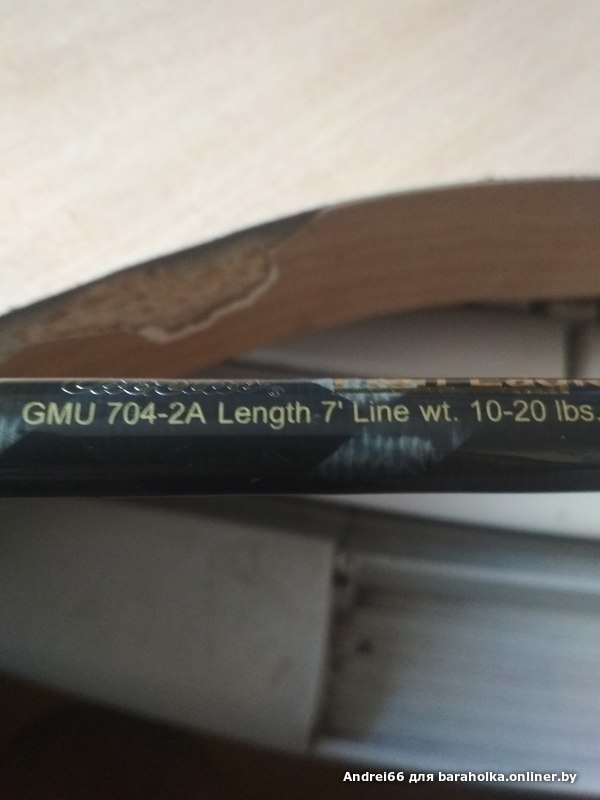 GMU 704-2A Length 7' Line wt. 10-20 lbs.
Andrei66 для baraholka.onliner.by